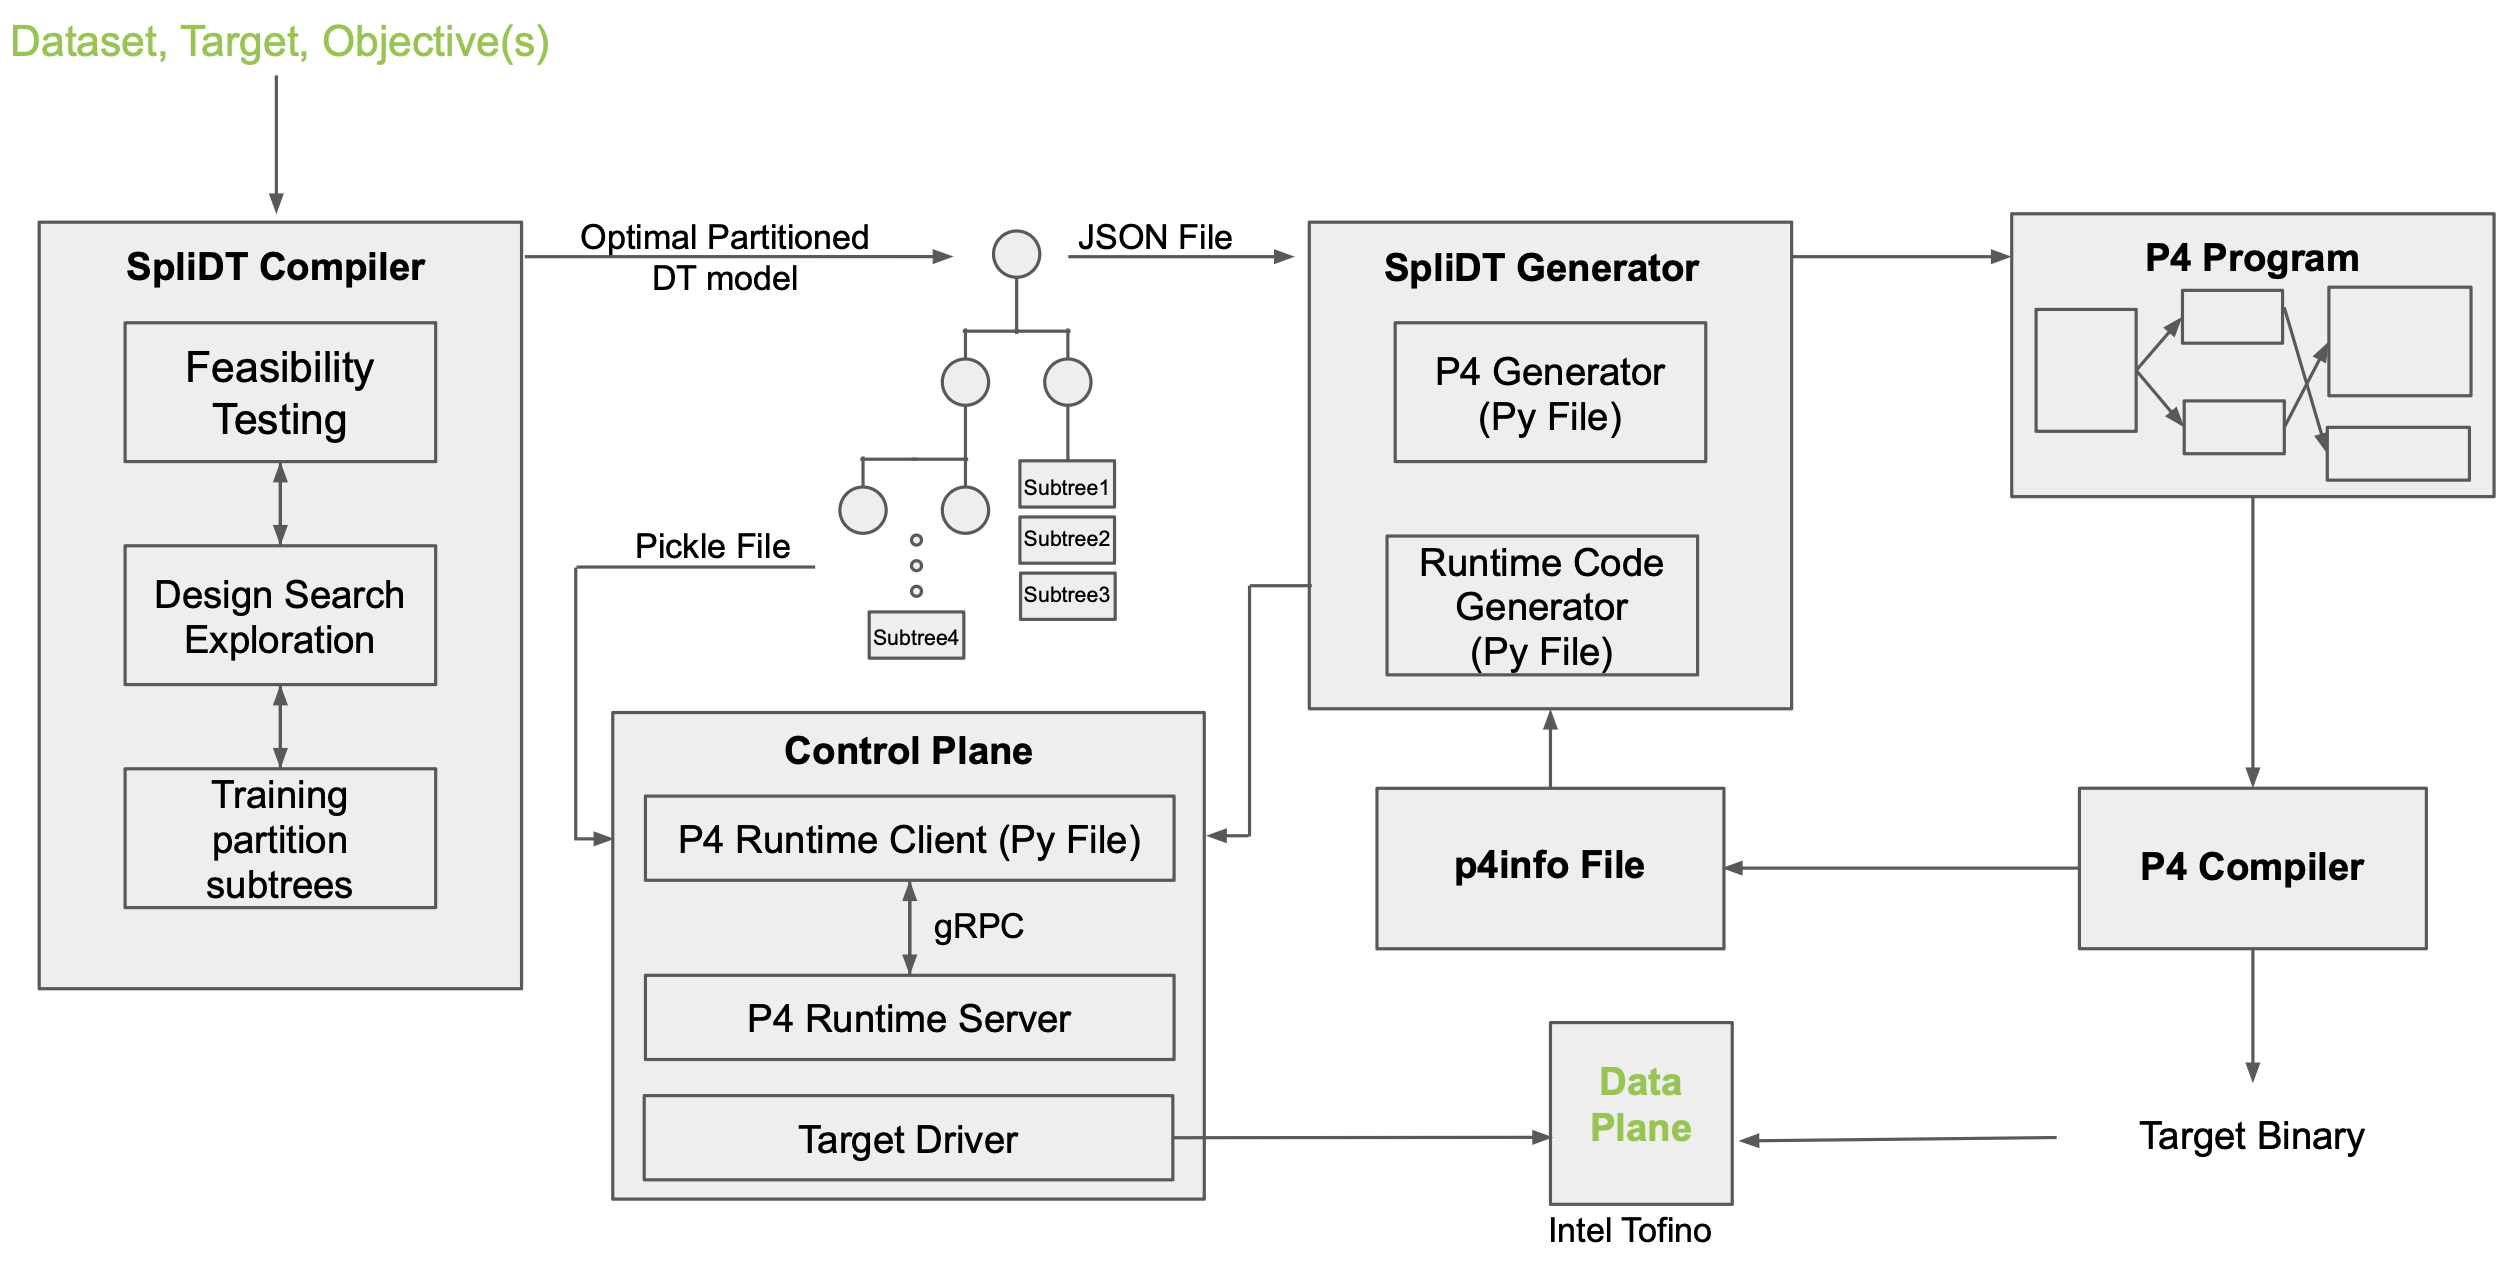 Dataset, Target, Objective(s)
SpliDT Compiler
Feasibility
Testing
Design Search
Exploration
Training
partition
subtrees
Optimal Partitioned
DT model
JSON File
Subtree1
Subtree2
Subtree3
Subtree4
Pickle File
SpliDT Generator
P4 Generator
(Py File)
Runtime Code
Generator
(Py File)
P4 Program
Control Plane
P4 Runtime Client (Py File)
gRPC
P4 Runtime Server
Target Driver
p4info File
P4 Compiler
Data
Plane
Intel Tofino
Target Binary